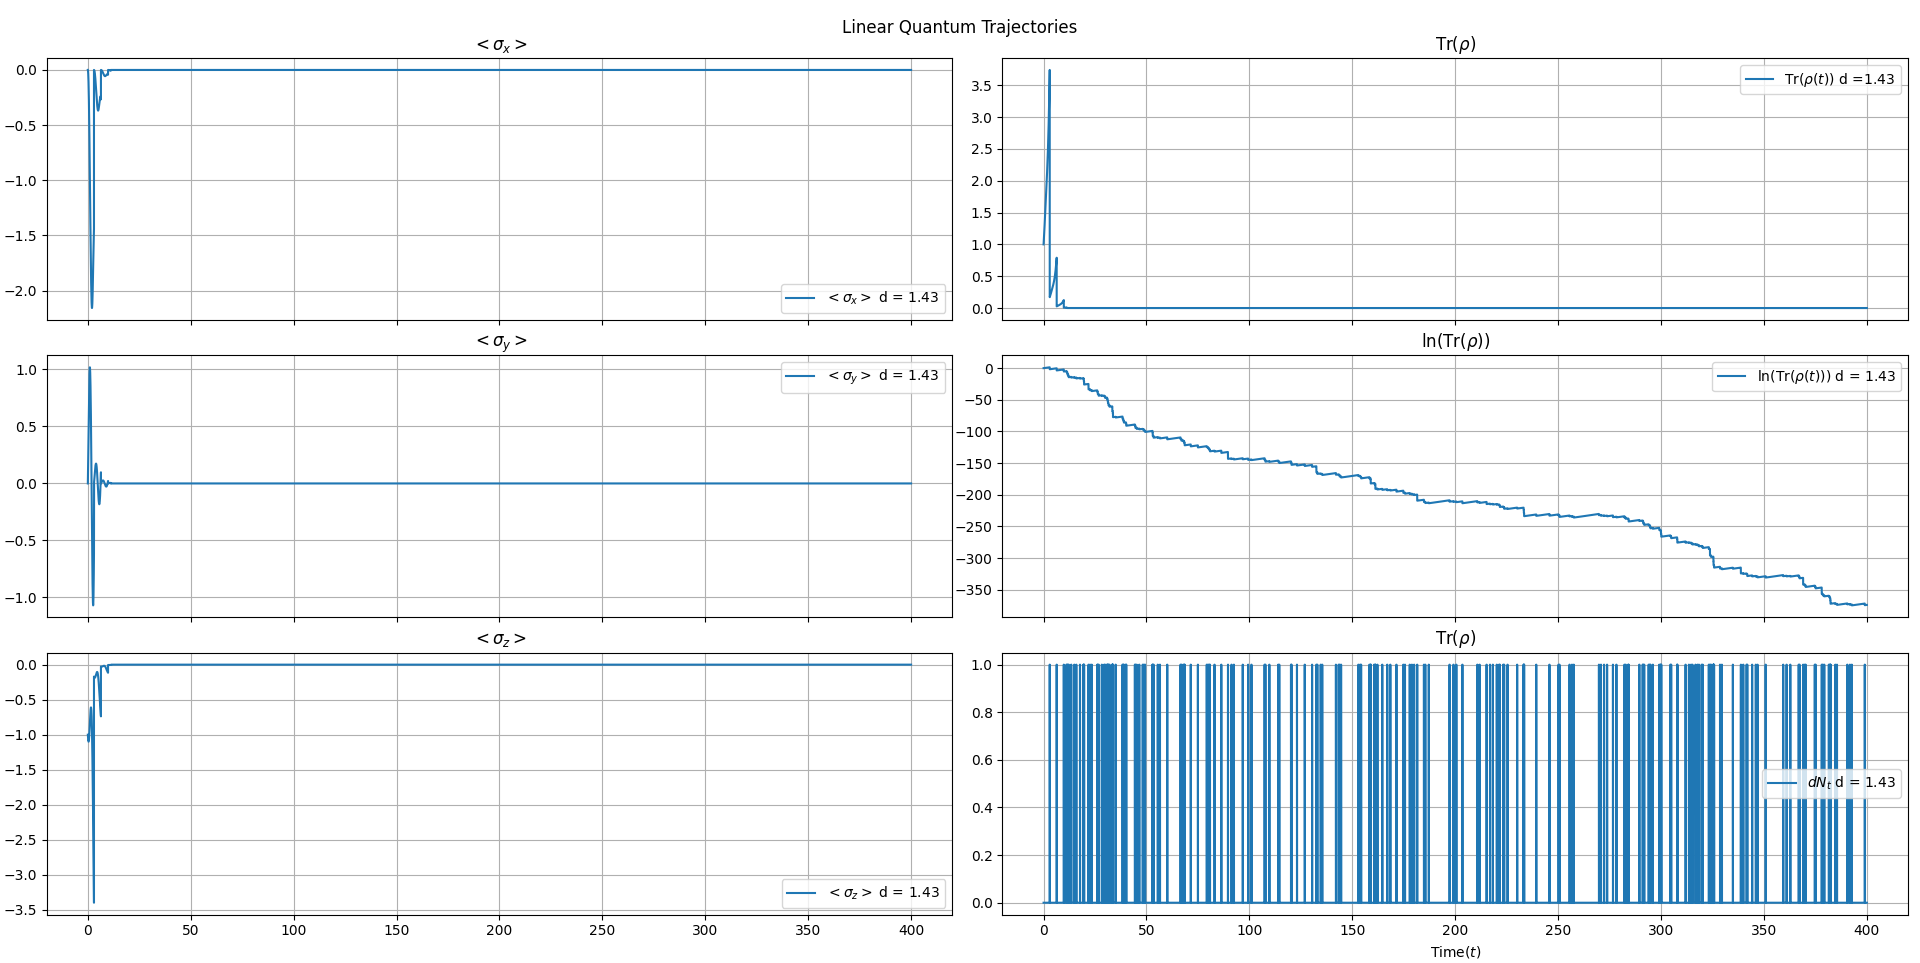 Linear Quantum Trajectories
< σx >
0.0
−0.5
−1.0
−1.5
−2.0
< σx > d = 1.43
Tr(ρ)
3.5
3.0
2.5
2.0
1.5
1.0
0.5
0.0
Tr(ρ(t)) d =1.43
< σy >
1.0
0.5
0.0
−0.5
−1.0
< σy > d = 1.43
ln(Tr(ρ))
0
−50
−100
−150
−200
−250
−300
−350
ln(Tr(ρ(t))) d = 1.43
< σz >
0.0
−0.5
−1.0
−1.5
−2.0
−2.5
−3.0
−3.5
< σz > d = 1.43
0 50 100 150 200 250 300 350 400
Tr(ρ)
1.0
0.8
0.6
0.4
0.2
0.0
dNt d = 1.43
0 50 100 150 200 250 300 350 400
Time(t)